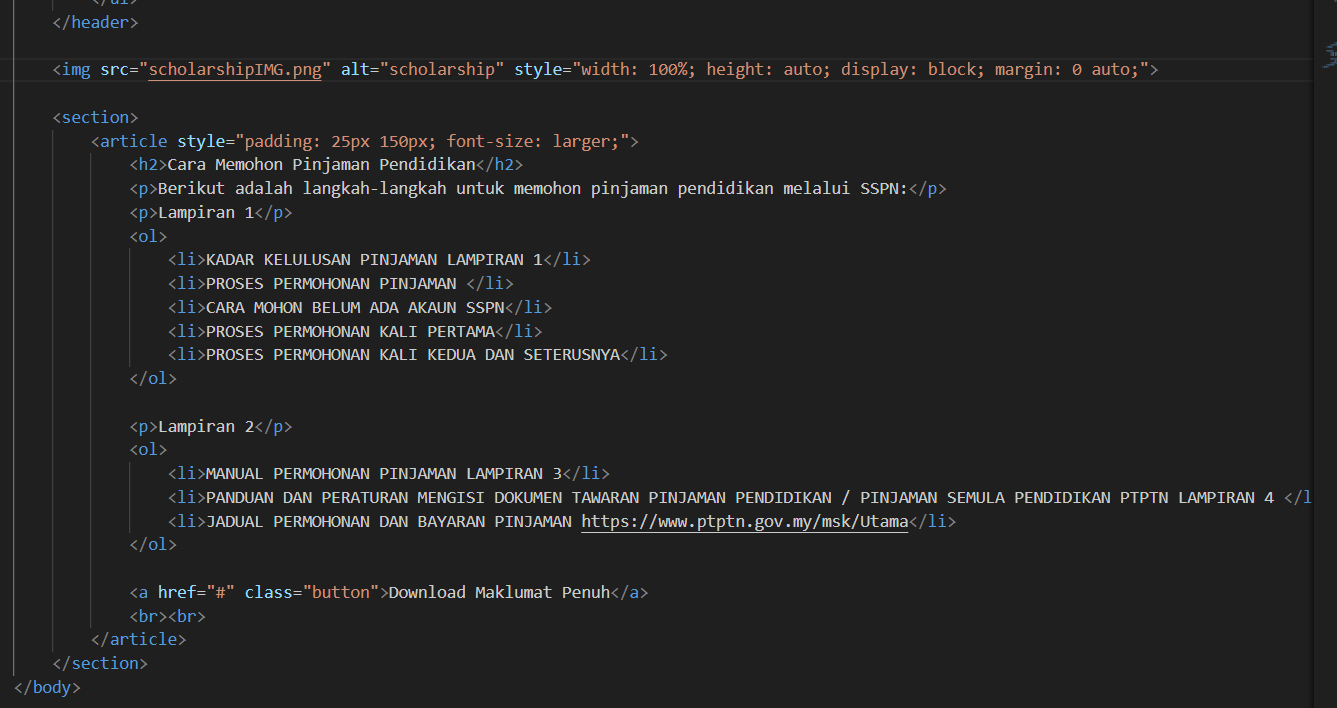 </header>
<img src="scholarshipIMG.png" alt="scholarship" style="width: 100%; height: auto; display: block; margin: 0 auto;">
<section>
<article style="padding: 25px 150px; font-size: larger;">
<h2>Cara Memohon Pinjaman Pendidikan</h2>
<p>Berikut adalah langkah-langkah untuk memohon pinjaman pendidikan melalui SSPN:</p>
<p>Lampiran 1</p>
<ol>
<li>KADAR KELULUSAN PINJAMAN LAMPIRAN 1</li>
<li>PROSES PERMOHONAN PINJAMAN </li>
<li>CARA MOHON BELUM ADA AKAUN SSPN</li>
<li>PROSES PERMOHONAN KALI PERTAMA</li>
<li>PROSES PERMOHONAN KALI KEDUA DAN SETERUSNYA</li>
</ol>
<p>Lampiran 2</p>
<ol>
<li>MANUAL PERMOHONAN PINJAMAN LAMPIRAN 3</li>
<li>PANDUAN DAN PERATURAN MENGISI DOKUMEN TAWARAN PINJAMAN PENDIDIKAN / PINJAMAN SEMULA PENDIDIKAN PTPTN LAMPIRAN 4 </l
<li>JADUAL PERMOHONAN DAN BAYARAN PINJAMAN https://www.ptptn.gov.my/msk/Utama</li>
</ol>
<a href="#" class="button">Download Maklumat Penuh</a>
<br><br>
</article>
</section>
</body>